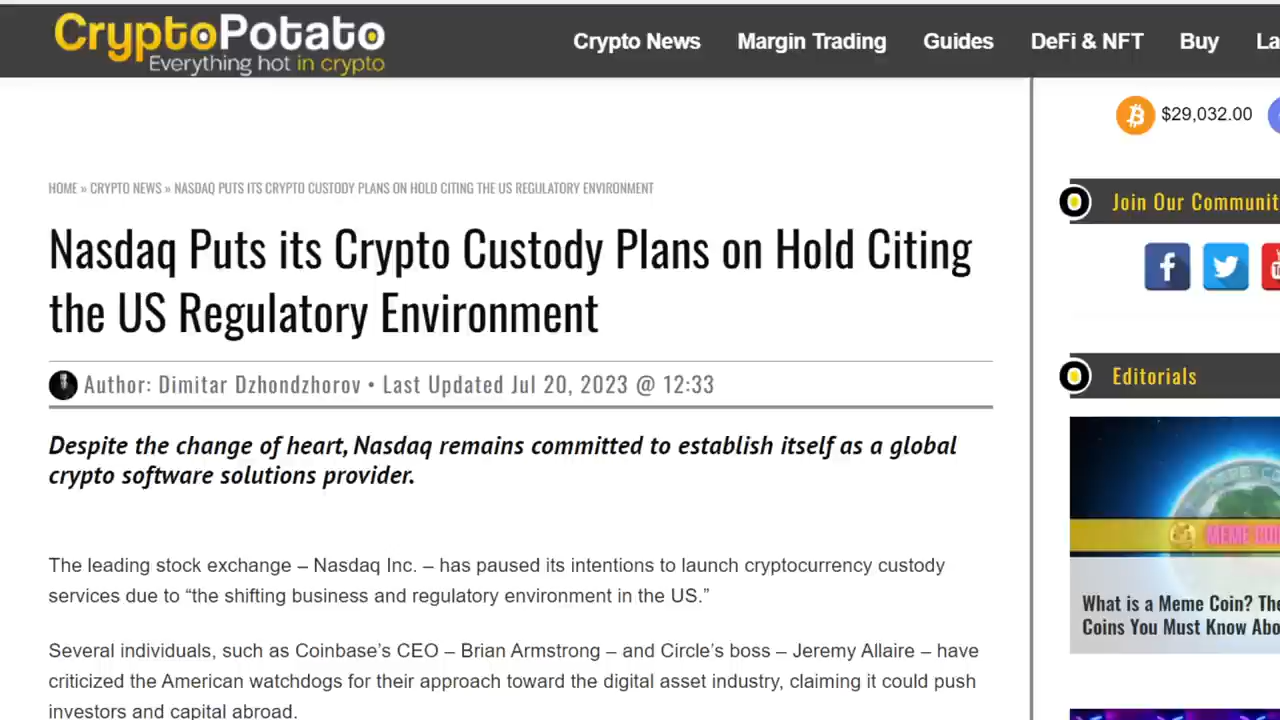 CryptoPotato
Everything hot in crypto
Crypto News Margin Trading Guides DeFi & NFT Buy
$29,032.00
HOME » CRYPTO NEWS » NASDAQ PUTS ITS CRYPTO CUSTODY PLANS ON HOLD CITING THE US REGULATORY ENVIRONMENT
Nasdaq Puts its Crypto Custody Plans on Hold Citing
the US Regulatory Environment
Author: Dimitar Dzhondzhorov • Last Updated Jul 20, 2023 @ 12:33
Despite the change of heart, Nasdaq remains committed to establish itself as a global
crypto software solutions provider.
The leading stock exchange – Nasdaq Inc. – has paused its intentions to launch cryptocurrency custody
services due to “the shifting business and regulatory environment in the US.”
Several individuals, such as Coinbase’s CEO – Brian Armstrong – and Circle’s boss – Jeremy Allaire – have
criticized the American watchdogs for their approach toward the digital asset industry, claiming it could push
investors and capital abroad.
Join Our Communit
Editorials
MEME
What is a Meme Coin? The
Coins You Must Know Abo